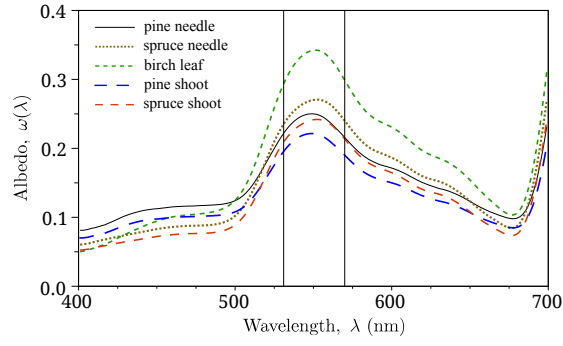 0.4
0.3
0.2
0.1
0.0
Albedo, ω(λ)
pine needle
spruce needle
birch leaf
pine shoot
spruce shoot
400
500
600
700
Wavelength, λ (nm)